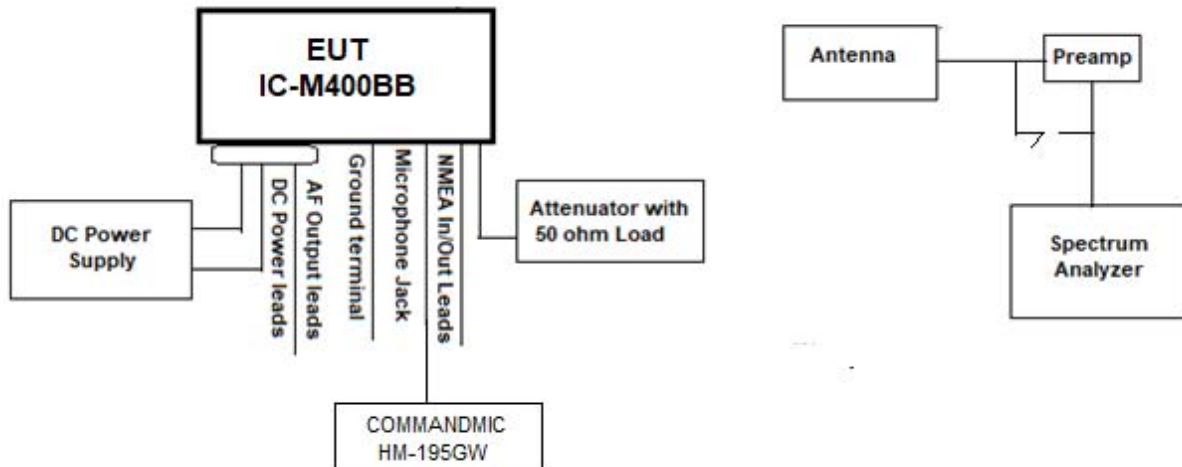 EUT
IC-M400BB
Antenna
Preamp
DC Power leads
AF Output leads
Ground terminal
Microphone Jack
NMEA In/Out Leads
DC Power
Supply
Attenuator with
50 ohm Load
Spectrum
Analyzer
COMMANDMIC
HM-195GW